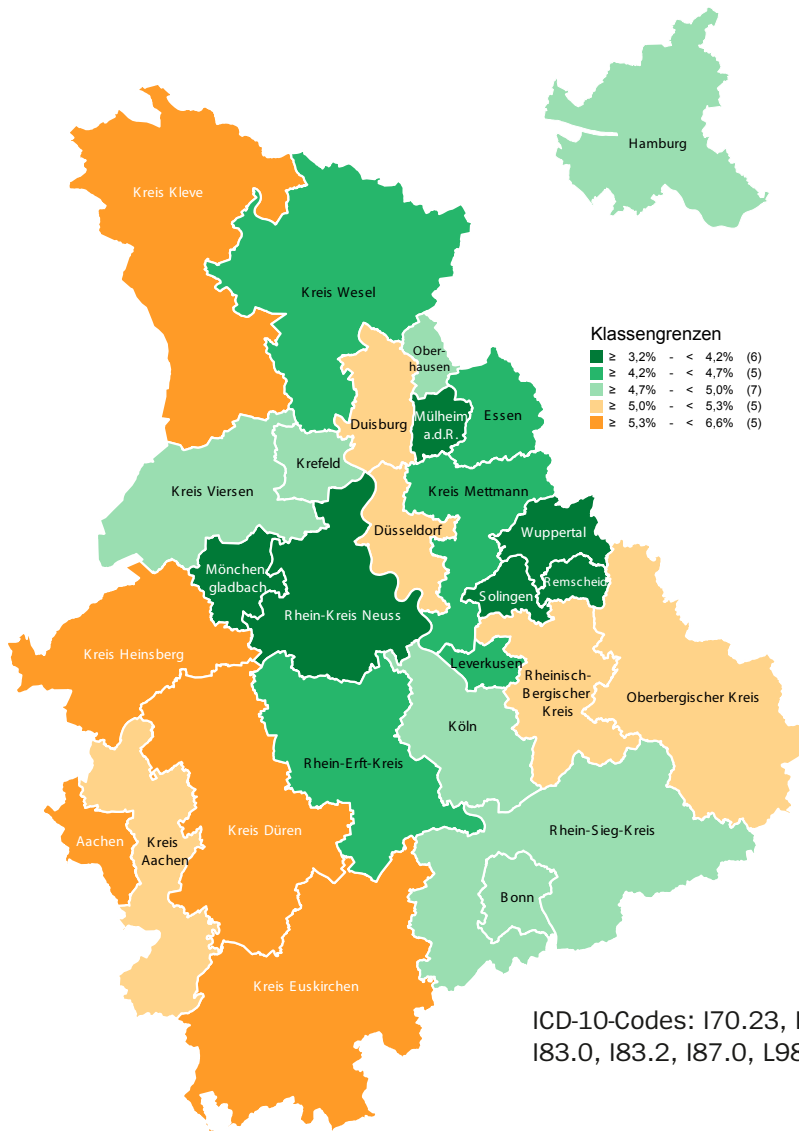 Hamburg
Kreis Kleve
Kreis Wesel
Klassengrenzen
≥ 3,2% - < 4,2% (6)
≥ 4,2% - < 4,7% (5)
≥ 4,7% - < 5,0% (7)
≥ 5,0% - < 5,3% (5)
≥ 5,3% - < 6,6% (5)
Ober-
hausen
Duisburg
Mülheim
a.d.R.
Essen
Krefeld
Kreis Viersen
Kreis Mettmann
Düsseldorf
Wuppertal
Mönchen
gladbach
Remscheid
Solingen
Rhein-Kreis Neuss
Kreis Heinsberg
Leverkusen
Rheinisch-
Bergischer
Kreis
Oberbergischer Kreis
Köln
Rhein-Erft-Kreis
Kreis Düren
Rhein-Sieg-Kreis
Aachen
Kreis
Aachen
Bonn
Kreis Euskirchen
ICD-10-Codes: I70.23,
I83.0, I83.2, I87.0, L98